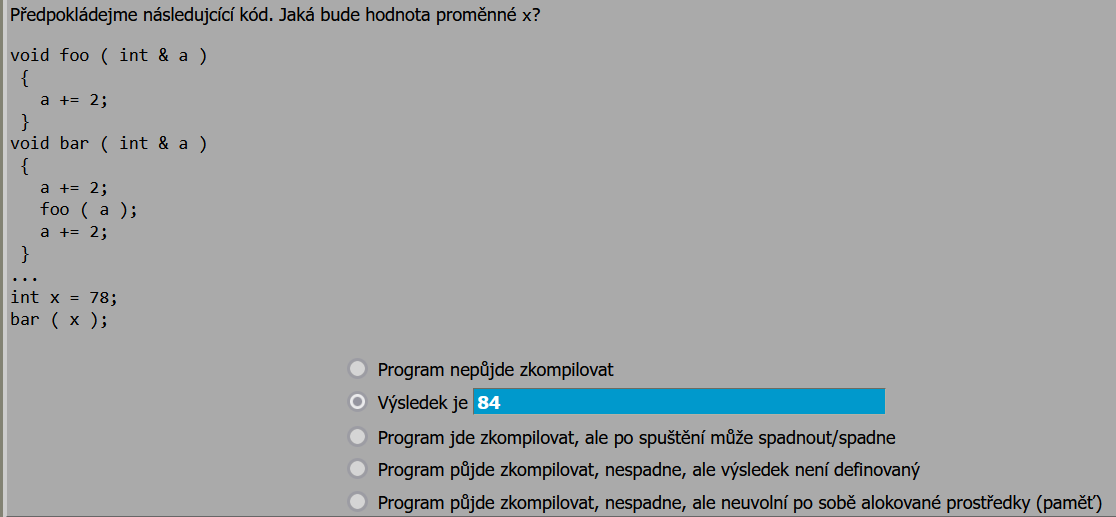 Předpokládejme následujcící kód. Jaká bude hodnota proměnné x?
void foo ( int & a )
{
a += 2;
}
void bar ( int & a )
{
a += 2;
foo ( a );
a += 2;
}
...
int x = 78;
bar ( x );
Program nepůjde zkompilovat
Výsledek je 84
Program jde zkompilovat, ale po spuštění může spadnout/spadne
Program půjde zkompilovat, nespadne, ale výsledek není definovaný
Program půjde zkompilovat, nespadne, ale neuvolní po sobě alokované prostředky (paměť)